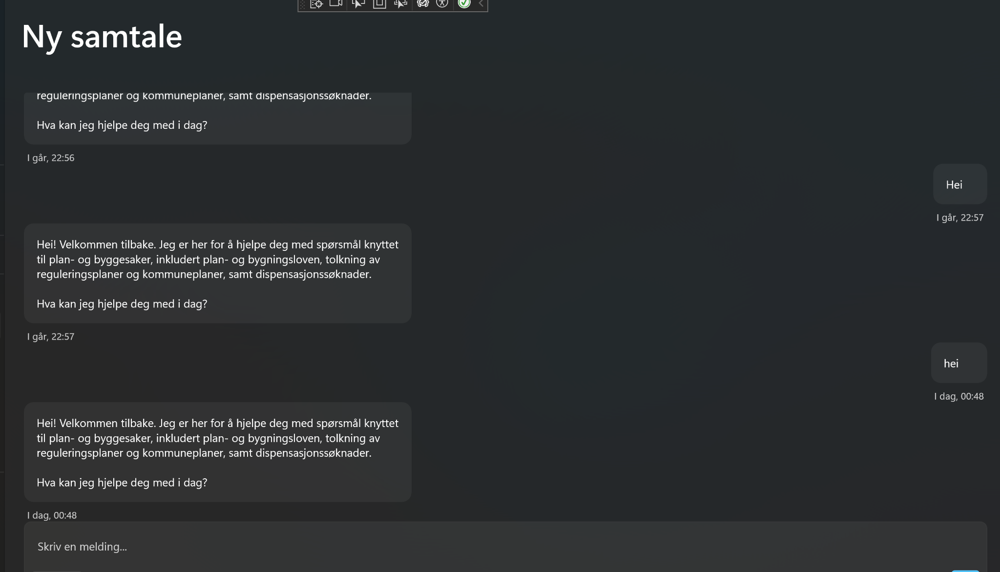 Ny samtale
reguleringsplaner og kommuneplaner, samt dispensasjonssøknader.
Hva kan jeg hjelpe deg med i dag?
I går, 22:56
Hei
I går, 22:57
Hei! Velkommen tilbake. Jeg er her for å hjelpe deg med spørsmål knyttet
til plan- og byggesaker, inkludert plan- og bygningsloven, tolkning av
reguleringsplaner og kommuneplaner, samt dispensasjonssøknader.
Hva kan jeg hjelpe deg med i dag?
I går, 22:57
hei
I dag, 00:48
Hei! Velkommen tilbake. Jeg er her for å hjelpe deg med spørsmål knyttet
til plan- og byggesaker, inkludert plan- og bygningsloven, tolkning av
reguleringsplaner og kommuneplaner, samt dispensasjonssøknader.
Hva kan jeg hjelpe deg med i dag?
I dag, 00:48
Skriv en melding...